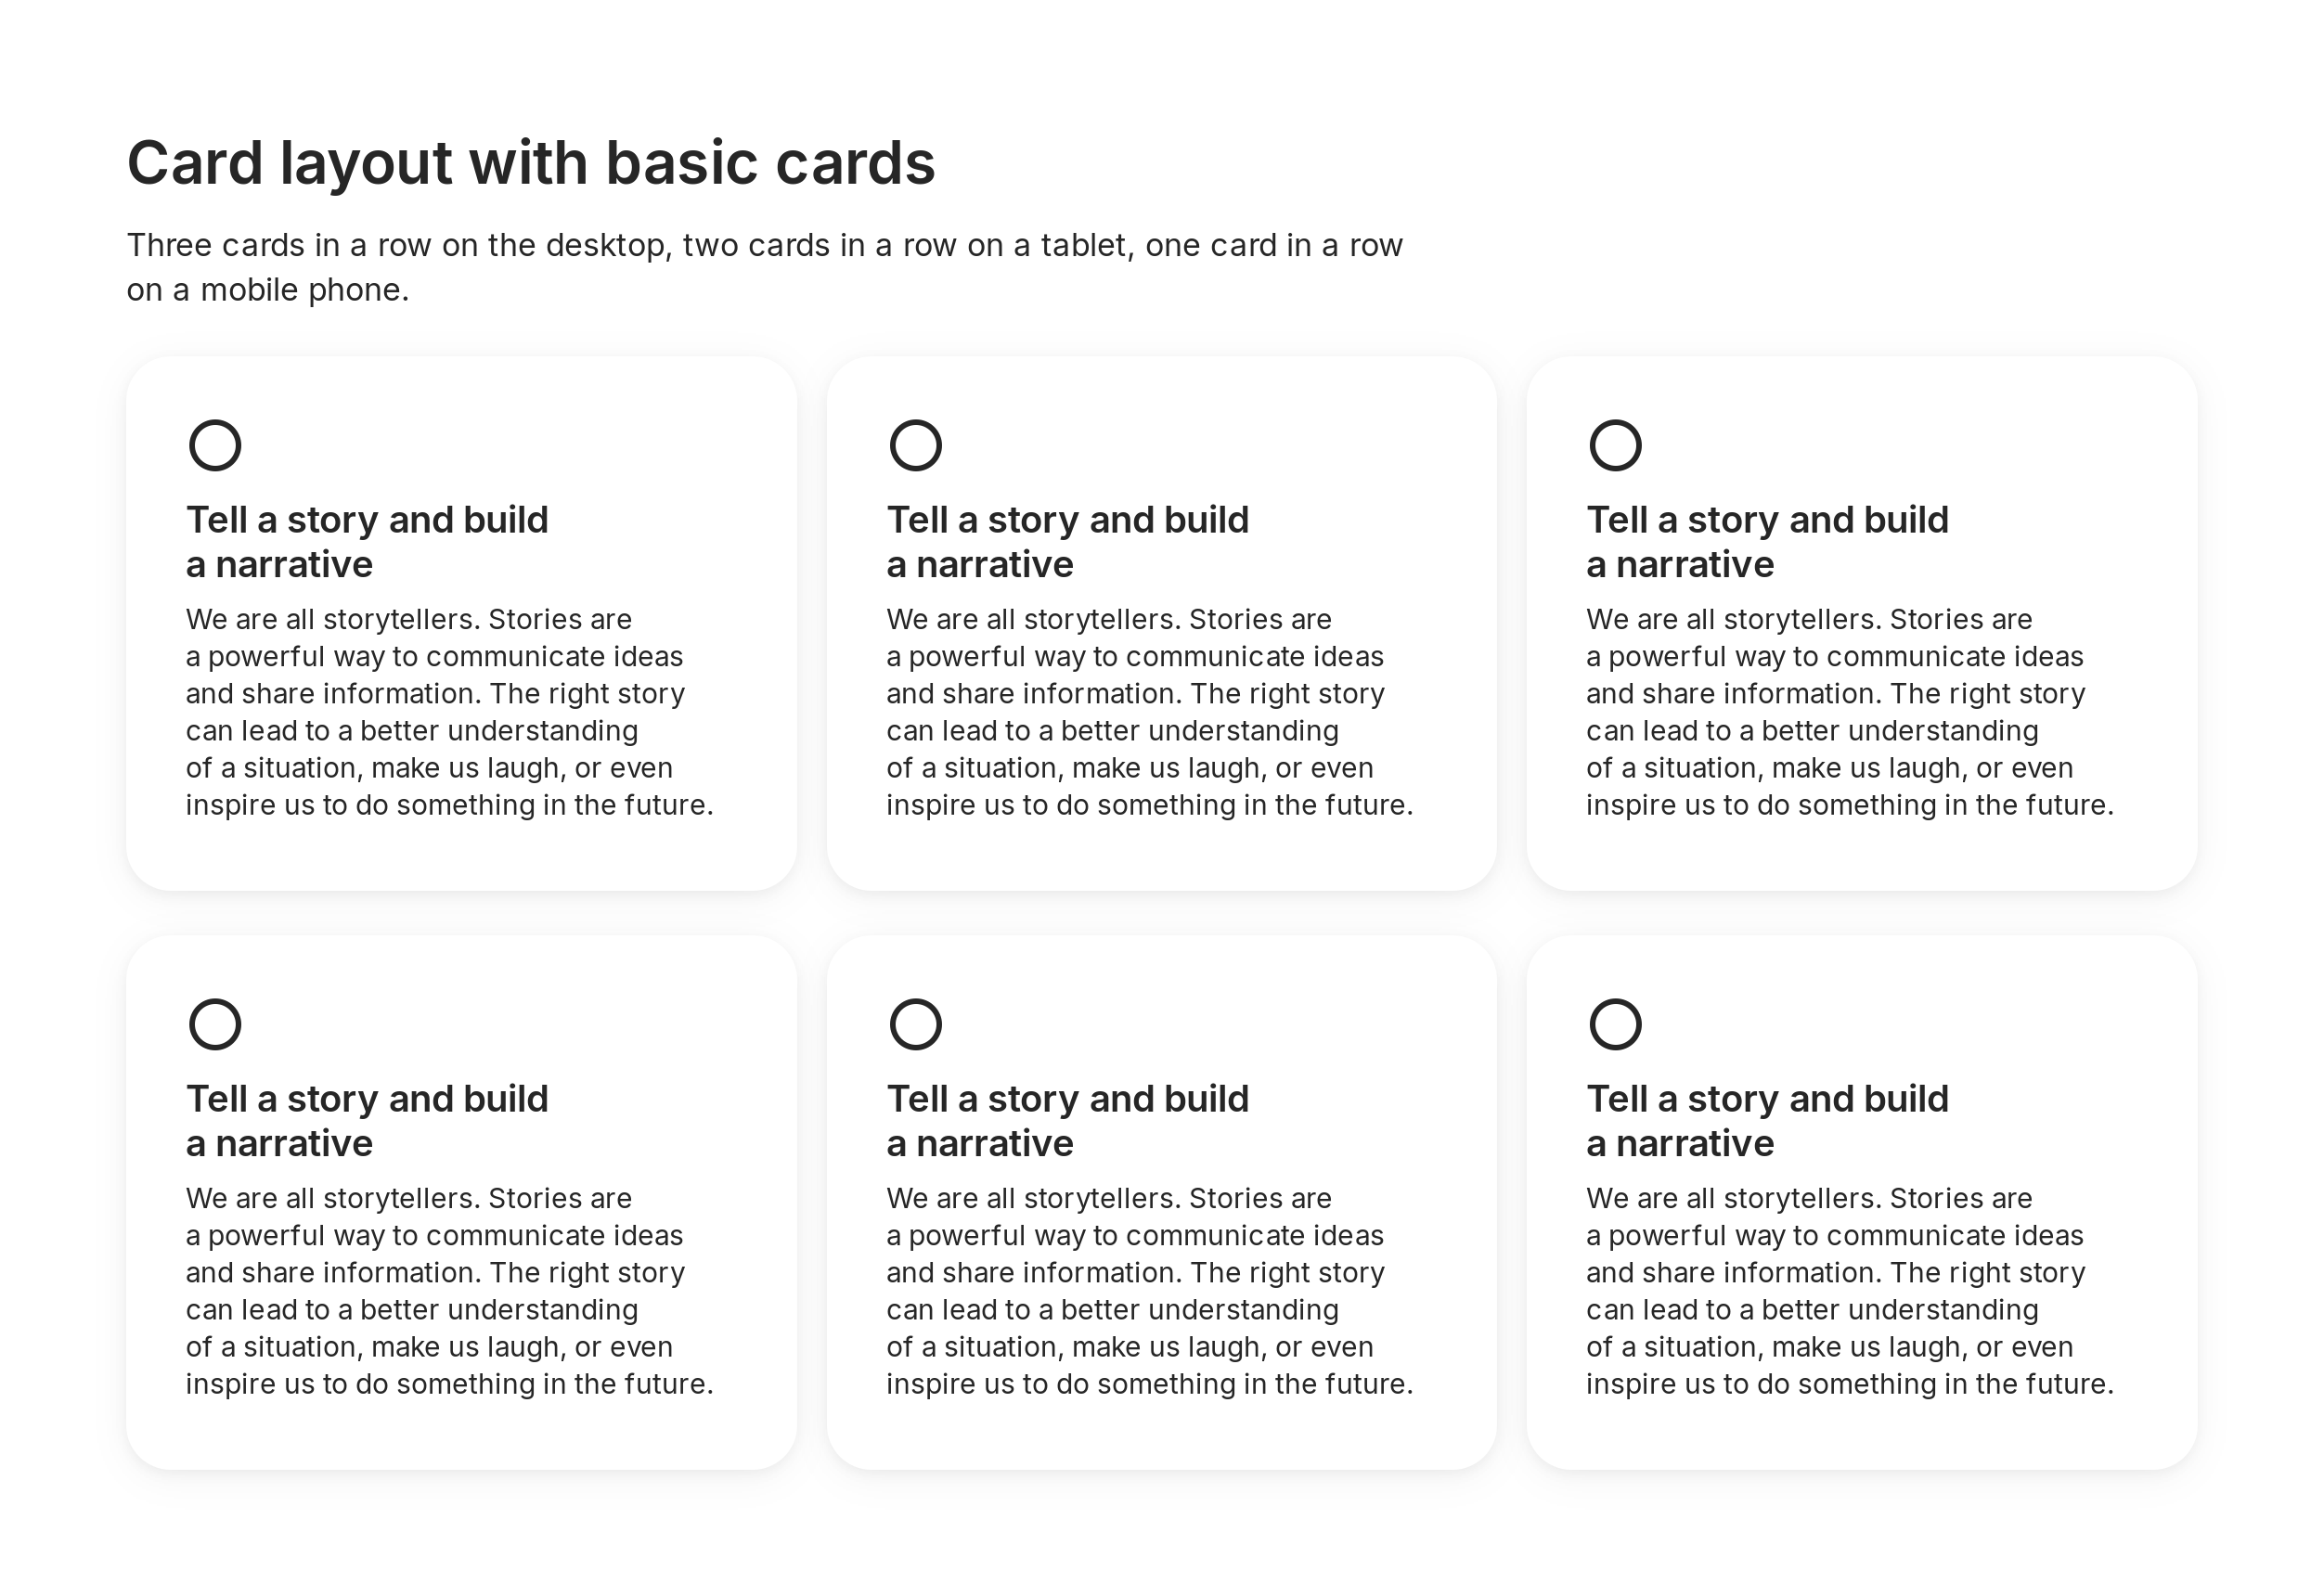 Card layout with basic cards
Three cards in a row on the desktop, two cards in a row on a tablet, one card in a row
on a mobile phone.
Tell a story and build
a narrative
We are all storytellers. Stories are
a powerful way to communicate ideas
and share information. The right story
can lead to a better understanding
of a situation, make us laugh, or even
inspire us to do something in the future.
Tell a story and build
a narrative
We are all storytellers. Stories are
a powerful way to communicate ideas
and share information. The right story
can lead to a better understanding
of a situation, make us laugh, or even
inspire us to do something in the future.
Tell a story and build
a narrative
We are all storytellers. Stories are
a powerful way to communicate ideas
and share information. The right story
can lead to a better understanding
of a situation, make us laugh, or even
inspire us to do something in the future.
Tell a story and build
a narrative
We are all storytellers. Stories are
a powerful way to communicate ideas
and share information. The right story
can lead to a better understanding
of a situation, make us laugh, or even
inspire us to do something in the future.
Tell a story and build
a narrative
We are all storytellers. Stories are
a powerful way to communicate ideas
and share information. The right story
can lead to a better understanding
of a situation, make us laugh, or even
inspire us to do something in the future.
Tell a story and build
a narrative
We are all storytellers. Stories are
a powerful way to communicate ideas
and share information. The right story
can lead to a better understanding
of a situation, make us laugh, or even
inspire us to do something in the future.